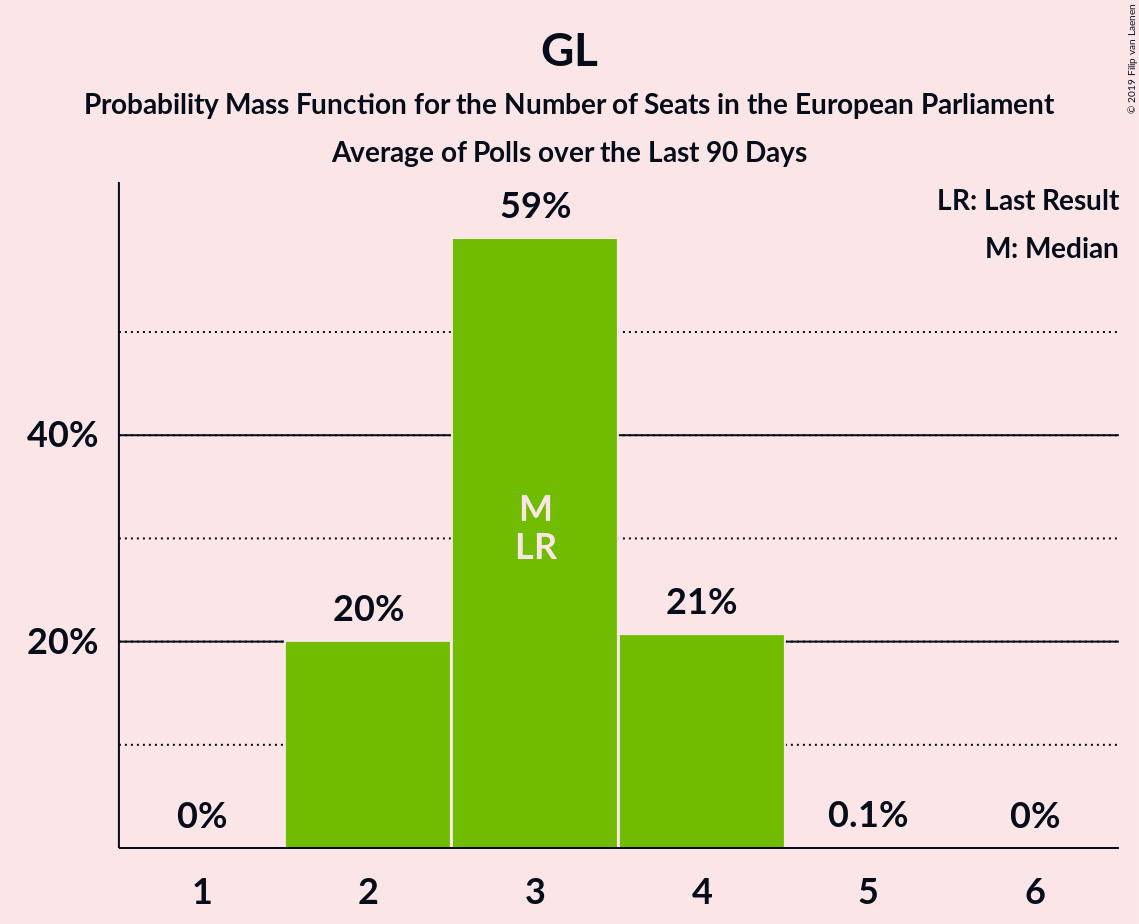 GL
Probability Mass Function for the Number of Seats in the European Parliament
Average of Polls over the Last 90 Days
© 2019 Filip van Laenen
LR: Last Result
M: Median
59%
40%
M
LR
20%
21%
20%
0%
0.1%
0%
1
2
3
4
5
6